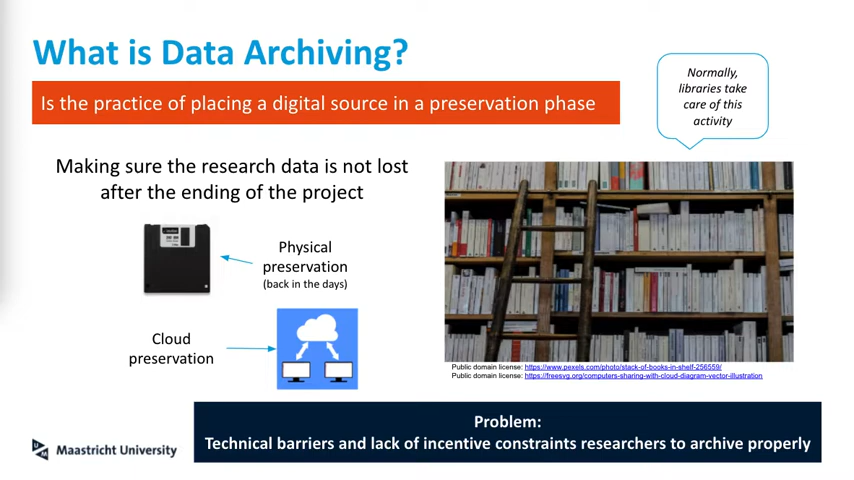 What is Data Archiving?
Is the practice of placing a digital source in a preservation phase
Normally,
libraries take
care of this
activity
Making sure the research data is not lost
after the ending of the project
Physical
preservation
(back in the days)
Cloud
preservation
Public domain license: https://www.pexels.com/photo/stack-of-books-in-shelf-256559/
Public domain license: https://freesvg.org/computers-sharing-with-cloud-diagram-vector-illustration
Problem:
Technical barriers and lack of incentive constraints researchers to archive properly
Maastricht University